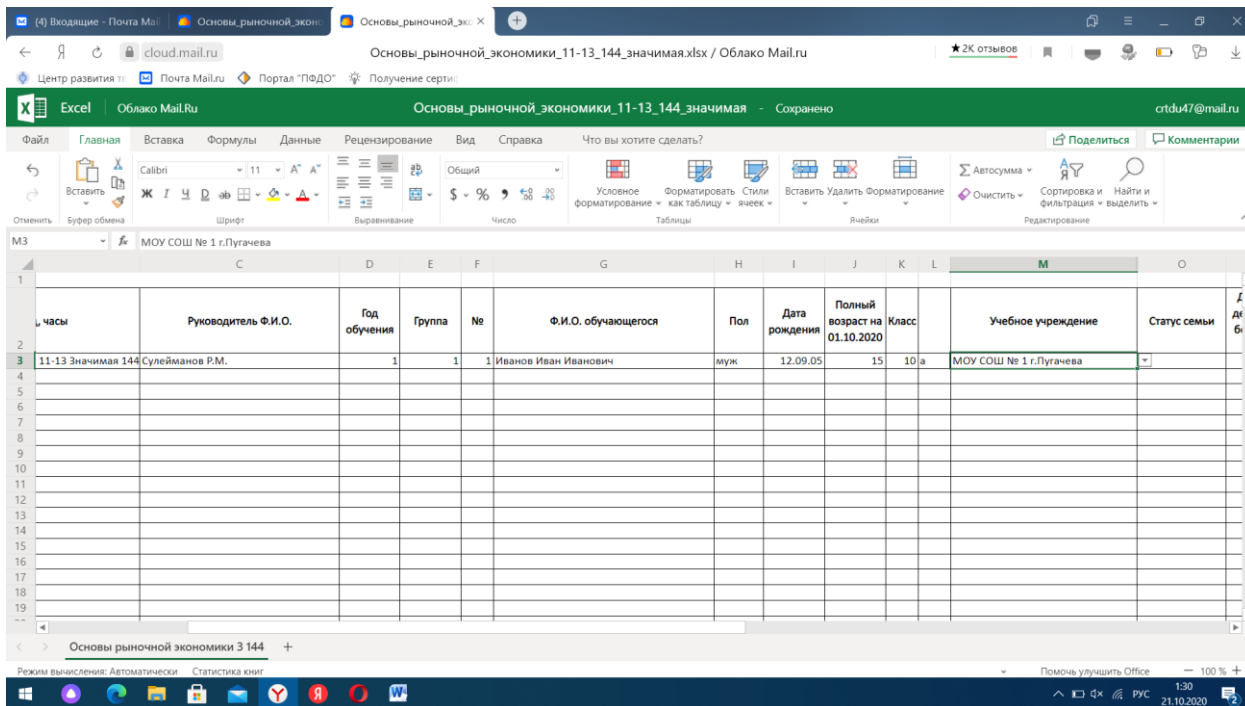 (4) Входящие - Почта Mail
Основы_рыночной_эконо
Основы_рыночной_эко
cloud.mail.ru
Основы_рыночной_экономики_11-13_144_значимая.xlsx / Облако Mail.ru
★2K отзывов
Центр развития тв
Почта Mail.ru
Портал "ПФДО"
Получение серти
Excel
Облако Mail.Ru
Основы_рыночной_экономики_11-13_144_значимая - Сохранено
crtdu47@mail.ru
Файл Главная Вставка Формулы Данные Рецензирование Вид Справка Что вы хотите сделать?
Поделиться
Комментарии
Вставить
Calibri 11
Ж К Ч Д ab А
Общий
$ % 000
Условное форматирование
Форматировать как таблицу
Стили ячеек
Вставить Удалить Форматирование
Автосумма
Очистить
Сортировка и фильтрация
Найти и выделить
Отменить Буфер обмена Шрифт Выравнивание Число Таблицы Ячейки Редактирование
M3 fx МОУ СОШ № 1 г.Пугачева
C D E F G H I J K L M O
1
2 , часы Руководитель Ф.И.О. Год обучения Группа № Ф.И.О. обучающегося Пол Дата рождения Полный возраст на 01.10.2020 Класс Учебное учреждение Статус семьи
3 11-13 Значимая 144 Сулейманов Р.М. 1 1 1 Иванов Иван Иванович муж 12.09.05 15 10 а МОУ СОШ № 1 г.Пугачева
4
5
6
7
8
9
10
11
12
13
14
15
16
17
18
19
Основы рыночной экономики 3 144 +
Режим вычисления: Автоматически Статистика книг
Помочь улучшить Office — 100 % +
РУС
1:30
21.10.2020